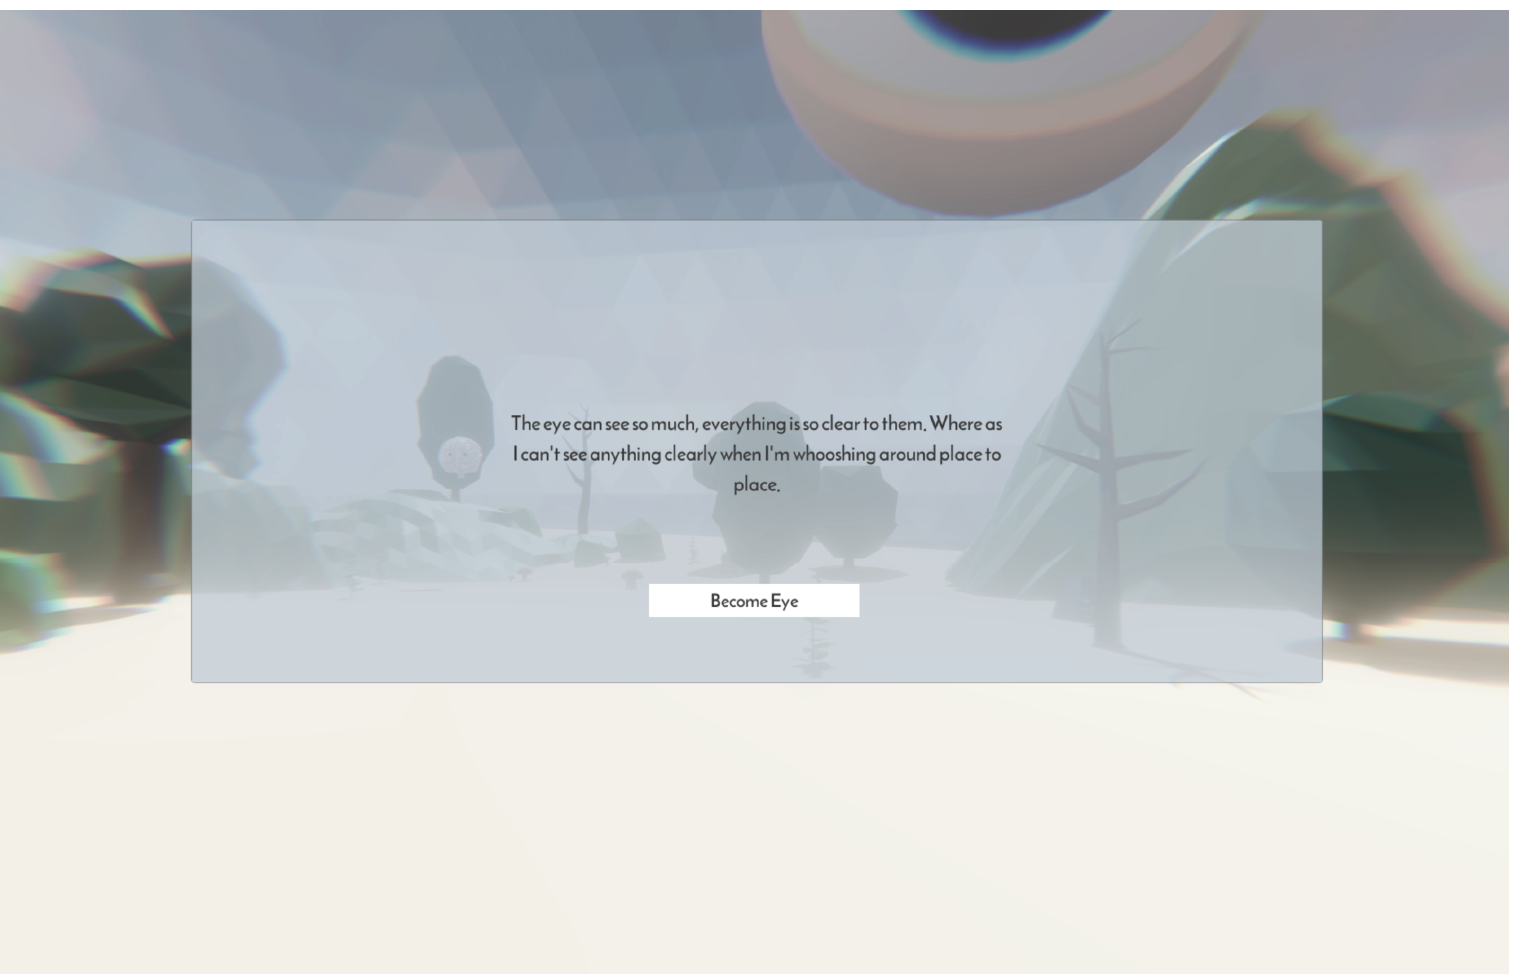 The eye can see so much, everything is so clear to them. Where as
I can't see anything clearly when I'm whooshing around place to
place.
Become Eye